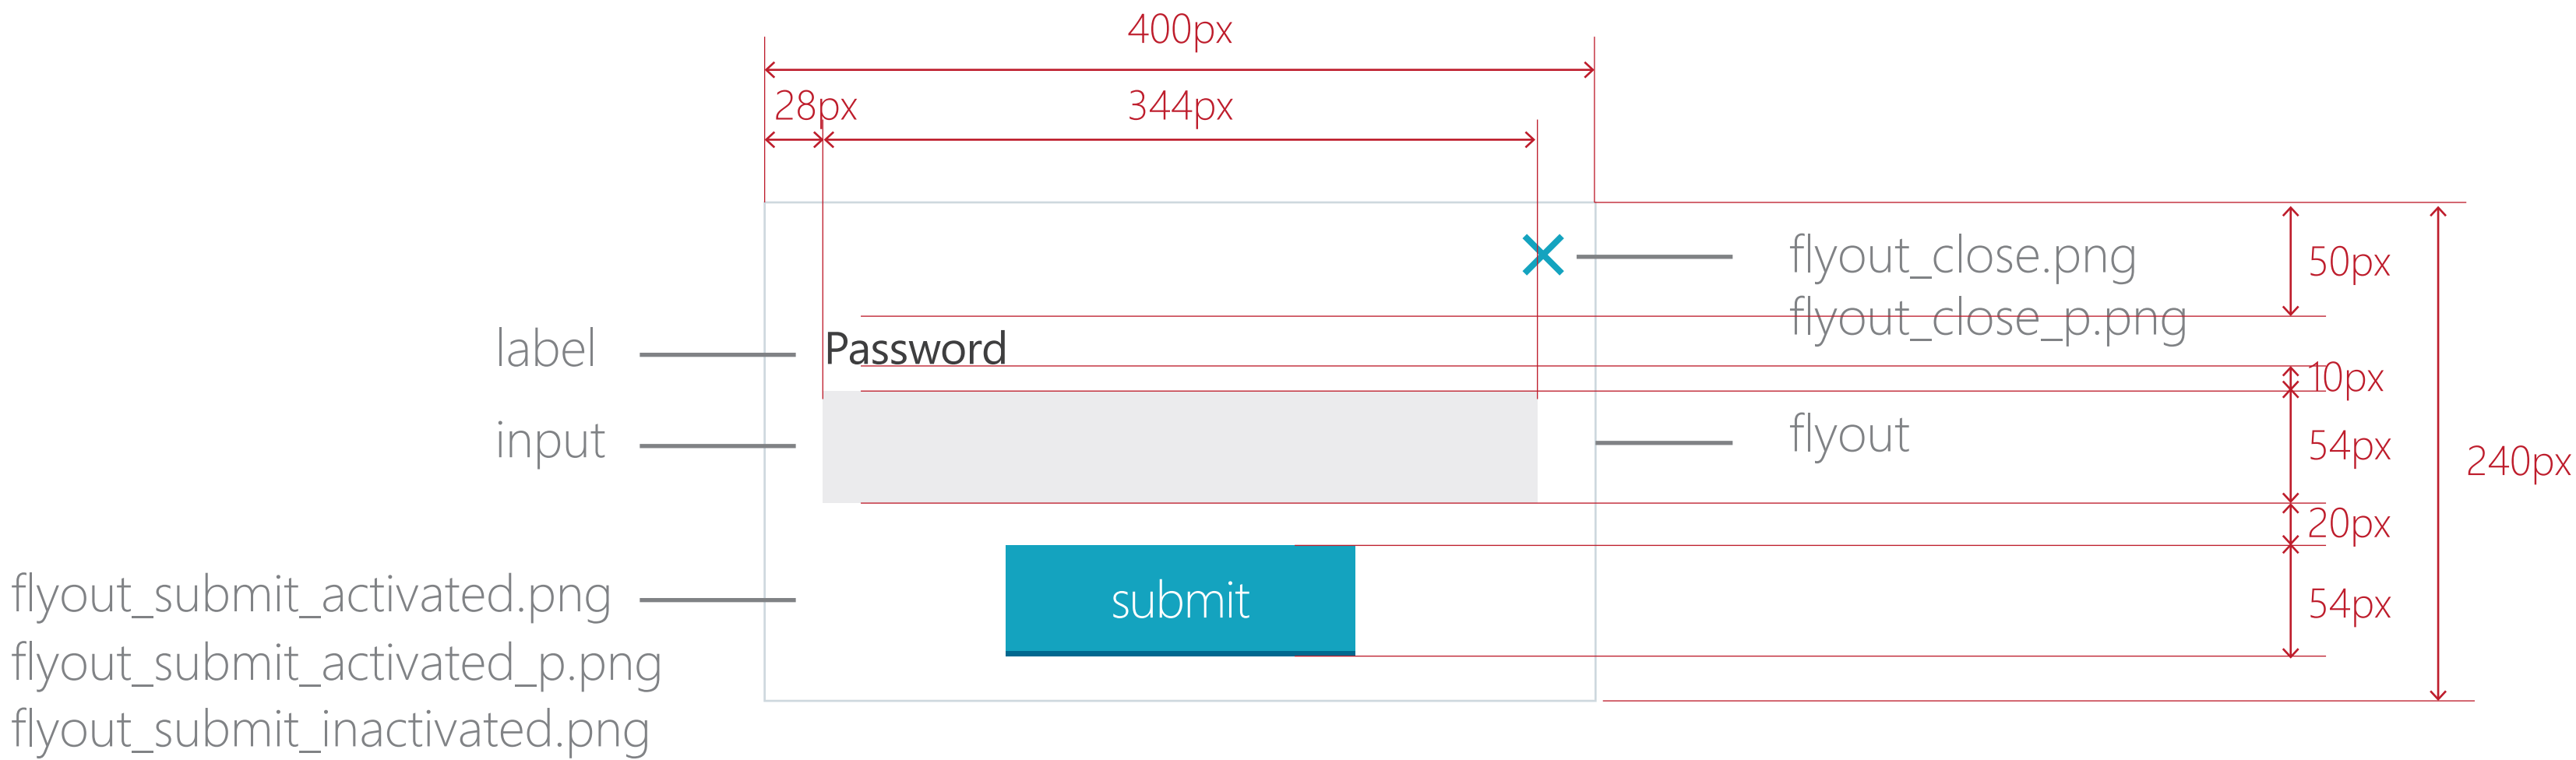 400px
28px
344px
flyout_close.png
flyout_close_p.png
50px
label
Password
10px
input
flyout
54px
240px
20px
flyout_submit_activated.png
flyout_submit_activated_p.png
flyout_submit_inactivated.png
submit
54px